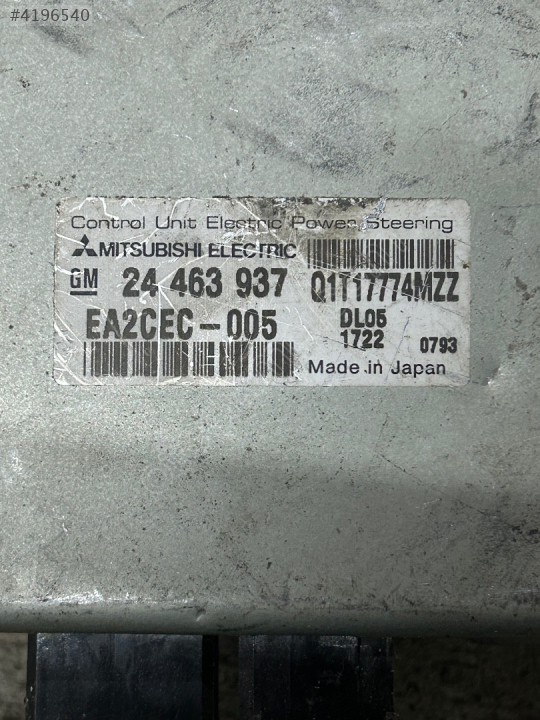 #4196540
Control Unit Electric Power Steering
MITSUBISHI ELECTRIC
GM 24 463 937 Q1T17774MZZ
EA2CEC-005 DL05
1722 0793
Made in Japan